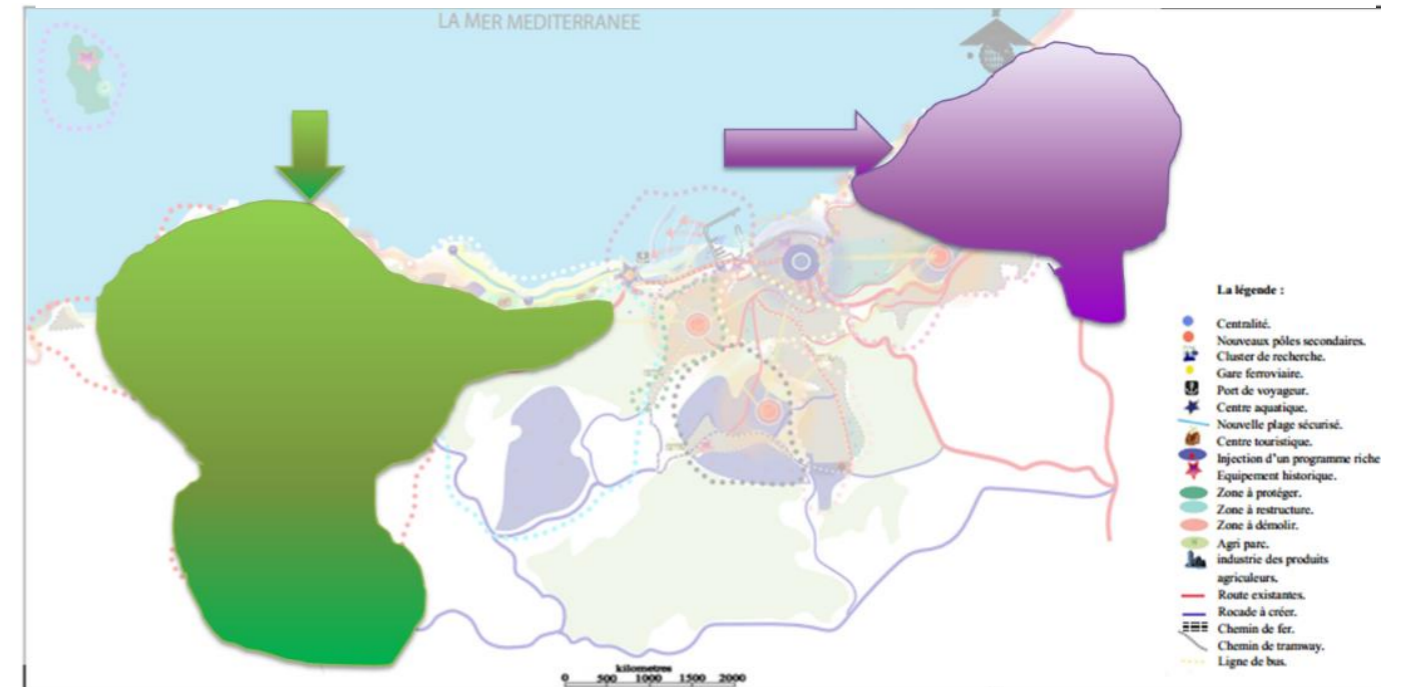 LA MER MEDITERRANEE
La légende :
Centralité.
Nouveaux pôles secondaires.
Cluster de recherche.
Gare ferroviaire.
Port de voyageur.
Centre aquatique.
Nouvelle plage sécurisé.
Centre touristique.
Injection d'un programme riche
Equipement historique.
Zone à protéger.
Zone à restructure.
Zone à démolir.
Agri parc.
industrie des produits
agriculeurs.
Route existantes.
Rocade à créer.
Chemin de fer.
Chemin de tramway.
Ligne de bus.
kilometres
0 500 1000 1500 2000